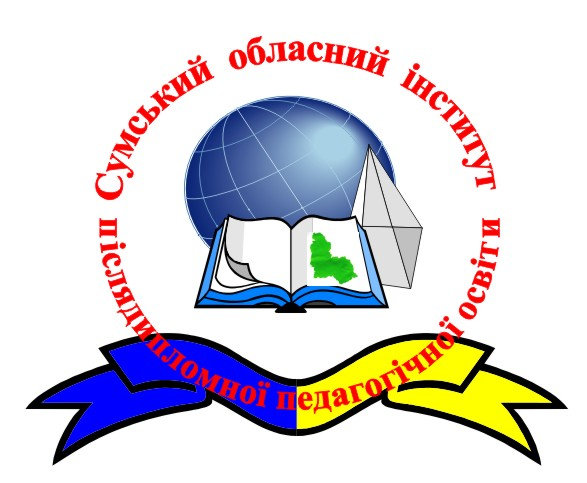 Сумський обласний інститут
післядипломної педагогічної освіти